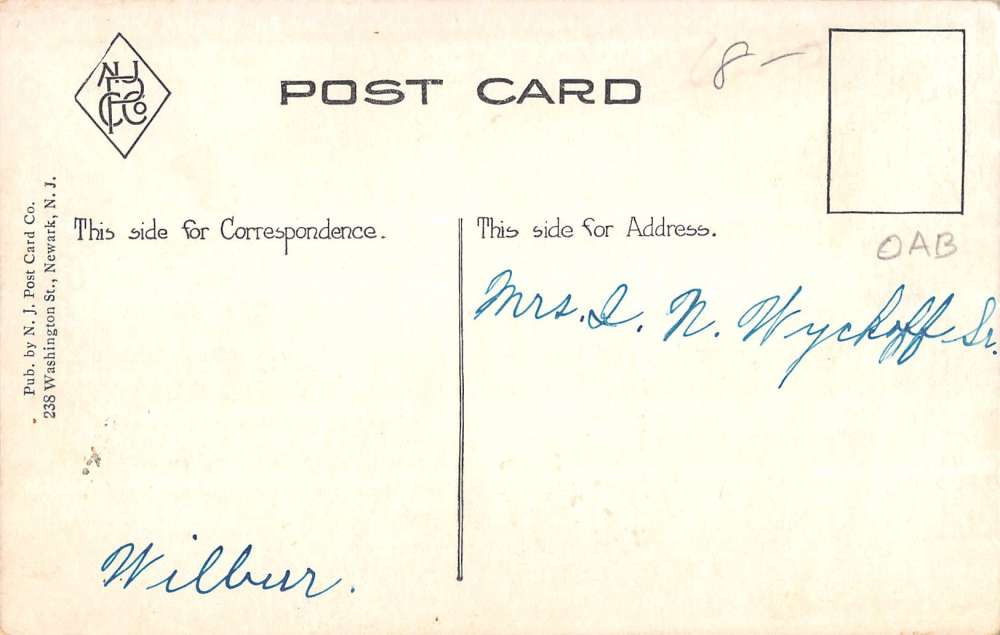 N.J.
P.C.Co
POST CARD
8-
Pub. by N. J. Post Card Co.
238 Washington St., Newark, N. J.
This side for Correspondence.
This side for Address.
OAB
Mrs. I. N. Wyckoff Sr.
Wilbur.